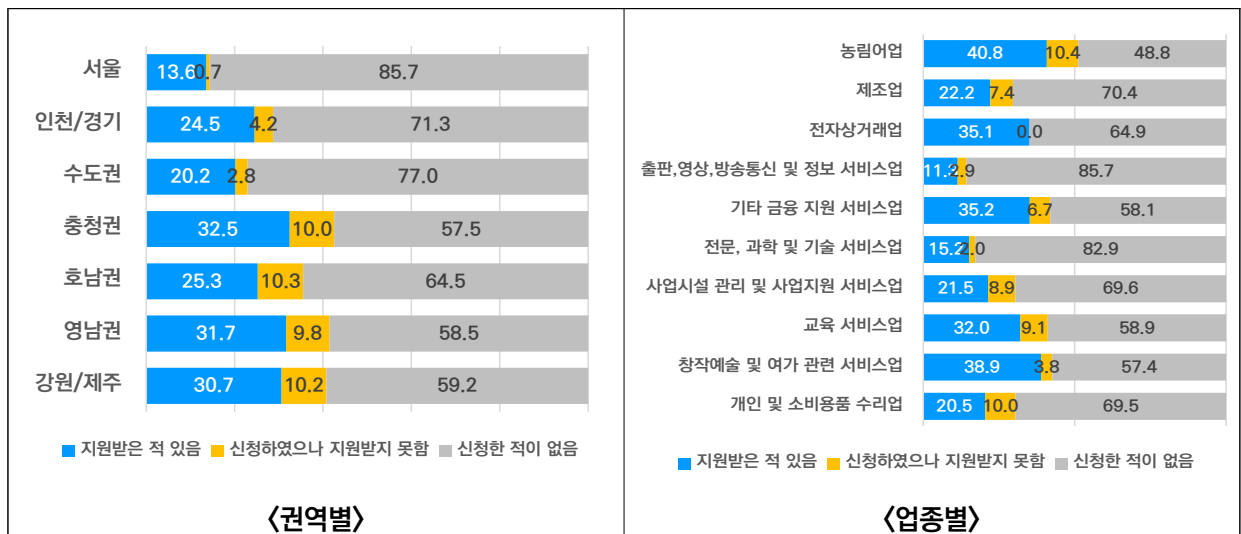 서울 13.6 0.7 85.7
인천/경기 24.5 4.2 71.3
수도권 20.2 2.8 77.0
충청권 32.5 10.0 57.5
호남권 25.3 10.3 64.5
영남권 31.7 9.8 58.5
강원/제주 30.7 10.2 59.2
지원받은 적 있음 신청하였으나 지원받지 못함 신청한 적이 없음
〈권역별〉
농림어업 40.8 10.4 48.8
제조업 22.2 7.4 70.4
전자상거래업 35.1 0.0 64.9
출판,영상,방송통신 및 정보 서비스업 2.9 85.7
기타 금융 지원 서비스업 35.2 6.7 58.1
전문, 과학 및 기술 서비스업 15.2 2.0 82.9
사업시설 관리 및 사업지원 서비스업 21.5 8.9 69.6
교육 서비스업 32.0 9.1 58.9
창작예술 및 여가 관련 서비스업 38.9 3.8 57.4
개인 및 소비용품 수리업 20.5 10.0 69.5
지원받은 적 있음 신청하였으나 지원받지 못함 신청한 적이 없음
〈업종별〉